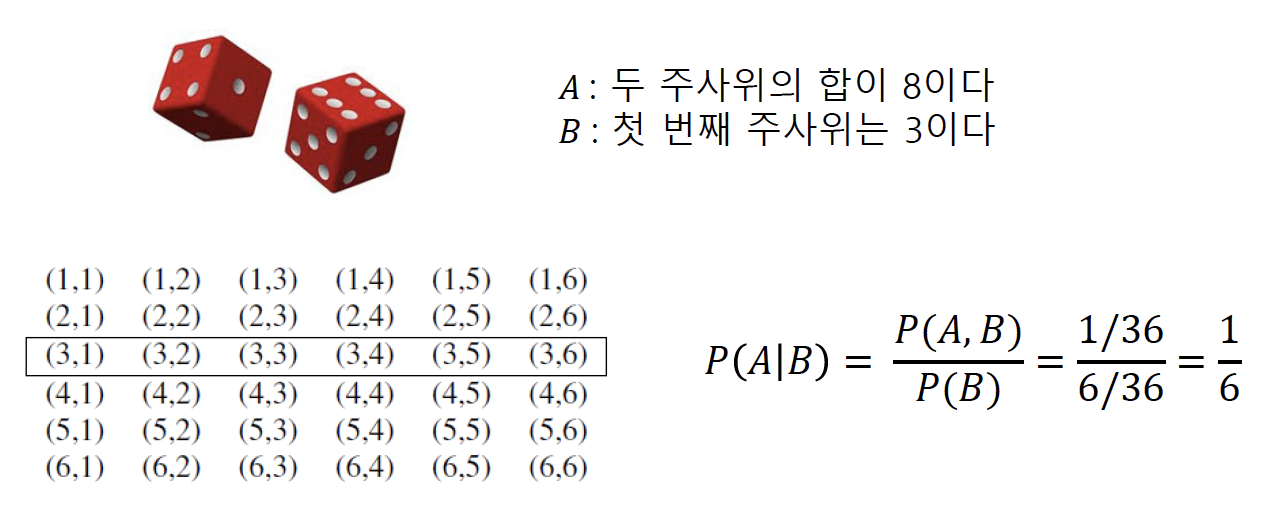 A : 두 주사위의 합이 8이다
B : 첫 번째 주사위는 3이다
(1,1) (1,2) (1,3) (1,4) (1,5) (1,6)
(2,1) (2,2) (2,3) (2,4) (2,5) (2,6)
(3,1) (3,2) (3,3) (3,4) (3,5) (3,6)
(4,1) (4,2) (4,3) (4,4) (4,5) (4,6)
(5,1) (5,2) (5,3) (5,4) (5,5) (5,6)
(6,1) (6,2) (6,3) (6,4) (6,5) (6,6)
P(A|B) = P(A,B)/P(B) = (1/36)/(6/36) = 1/6